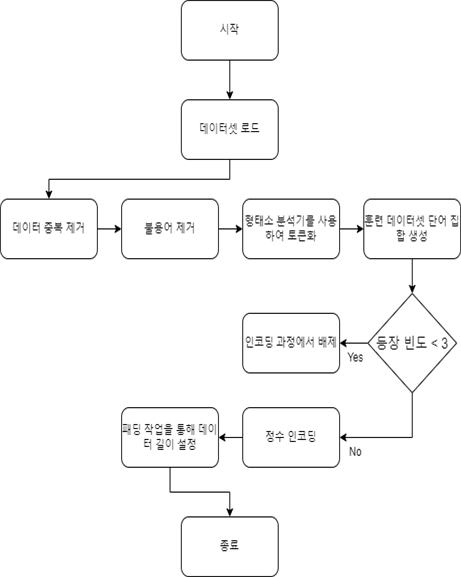 시작
데이터셋 로드
데이터 중복 제거
불용어 제거
형태소 분석기를 사용
하여 토큰화
훈련 데이터셋 단어 집
합 생성
등장 빈도 < 3
인코딩 과정에서 배제
Yes
패딩 작업을 통해 데이
터 길이 설정
정수 인코딩
No
종료